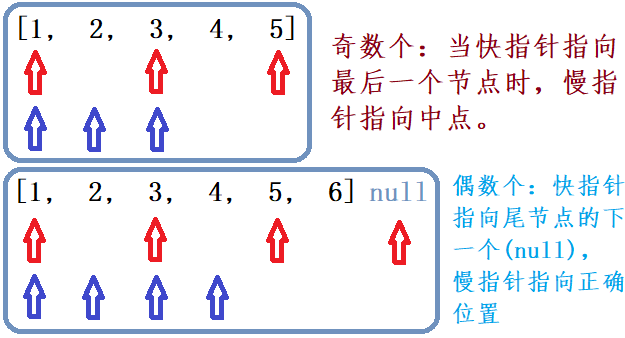 [1, 2, 3, 4, 5]
奇数个：当快指针指向
最后一个节点时，慢指
针指向中点。
[1, 2, 3, 4, 5, 6] null
偶数个：快指针
指向尾节点的下
一个(null)，
慢指针指向正确
位置